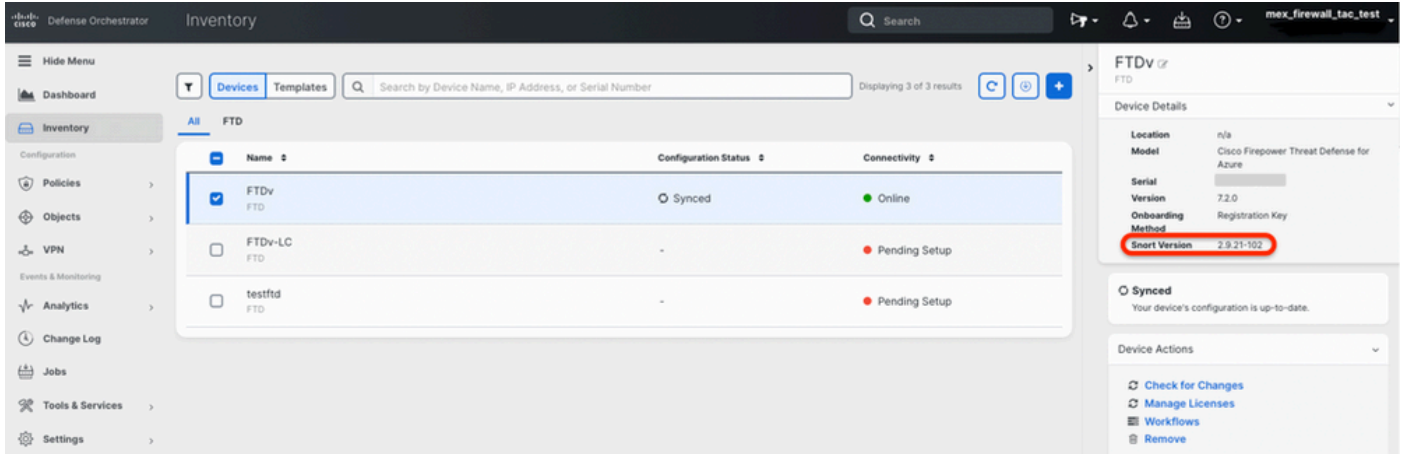 cisco Defense Orchestrator
Inventory
Search
mex_firewall_tac_test
Hide Menu
Dashboard
Inventory
Configuration
Policies
Objects
VPN
Events & Monitoring
Analytics
Change Log
Jobs
Tools & Services
Settings
Devices Templates
Search by Device Name, IP Address, or Serial Number
Displaying 3 of 3 results
All FTD
Name Configuration Status Connectivity
FTDv
FTD
Synced
Online
FTDv-LC
FTD
-
Pending Setup
testftd
FTD
-
Pending Setup
FTDv
FTD
Device Details
Location n/a
Model Cisco Firepower Threat Defense for
Azure
Serial
Version 7.2.0
Onboarding Registration Key
Method
Snort Version 2.9.21-102
Synced
Your device's configuration is up-to-date.
Device Actions
Check for Changes
Manage Licenses
Workflows
Remove